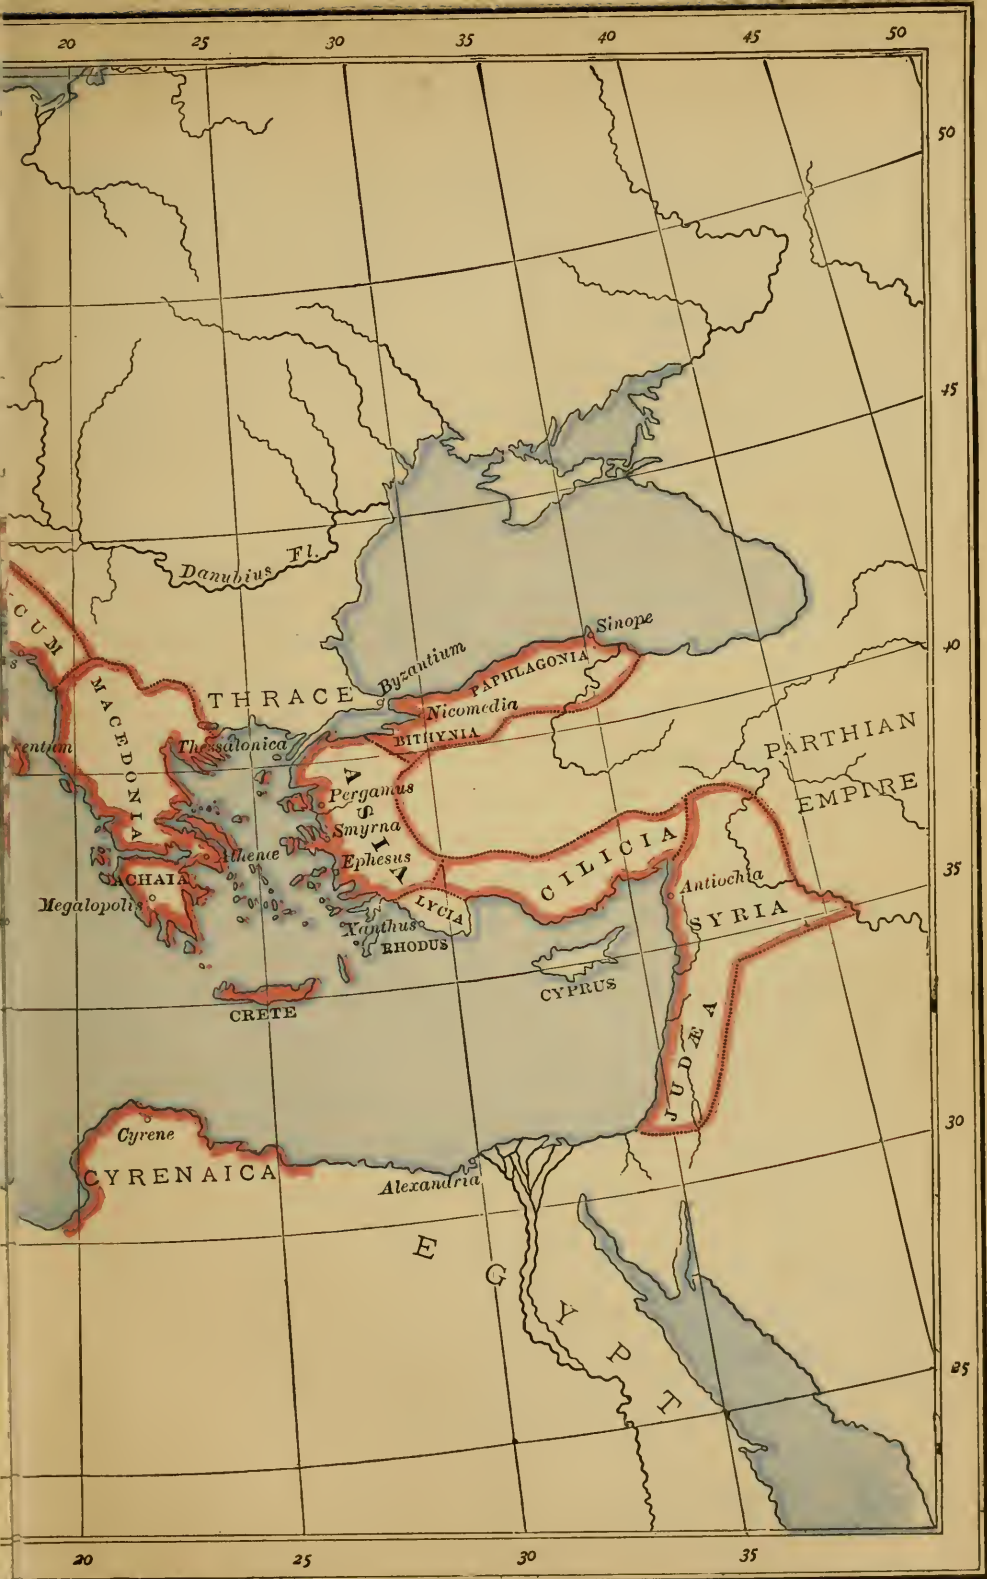 20 25 30 35 40 45 50
50
45
Danubius Fl.
Sinope
CUM
PAPHLAGONIA
40
Byzantium
THRACE
MACEDONIA
Nicomedia
BITHYNIA
PARTHIAN
EMPIRE
rentum
Thessalonica
ASIA
Pergamus
Smyrna
Ephesus
CILICIA
Athenæ
35
ACHAIA
Antiochia
Megalopolis
LYCIA
SYRIA
Xanthus
RHODUS
CYPRUS
CRETE
JUDÆA
30
Cyrene
CYRENAICA
Alexandria
EGYPT
25
20 25 30 35